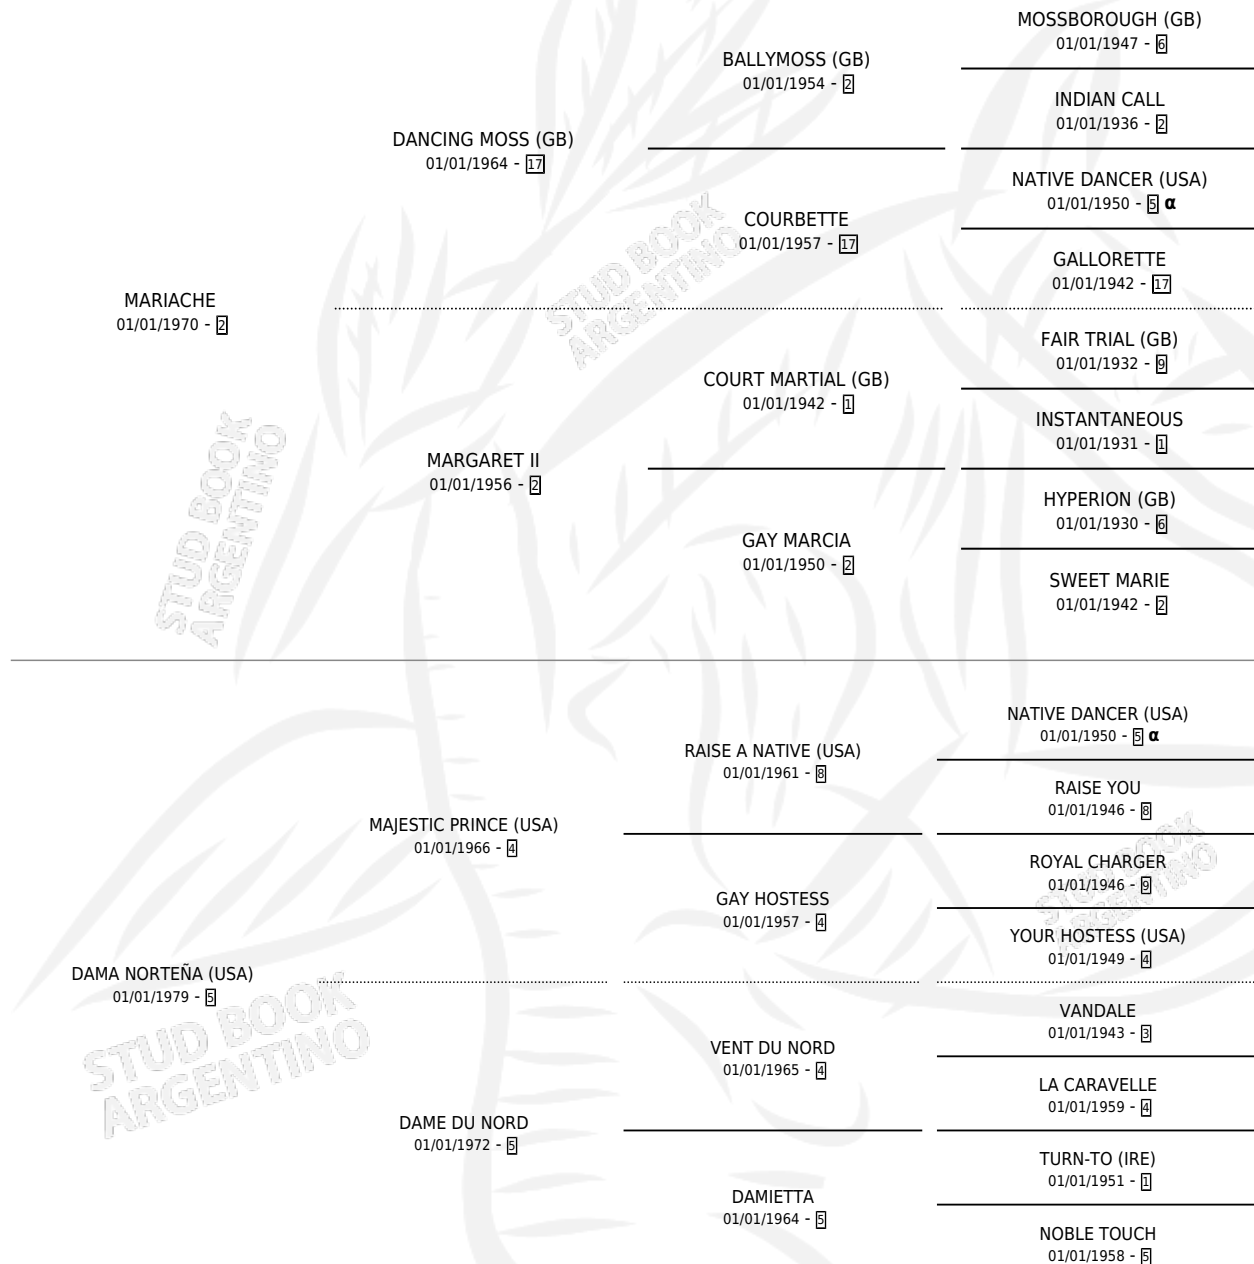 MARIACHE
01/01/1970 - 2
DANCING MOSS (GB)
01/01/1964 - 17
MARGARET II
01/01/1956 - 2
BALLYMOSS (GB)
01/01/1954 - 2
COURBETTE
01/01/1957 - 17
COURT MARTIAL (GB)
01/01/1942 - 1
GAY MARCIA
01/01/1950 - 2
MOSSBOROUGH (GB)
01/01/1947 - 6
INDIAN CALL
01/01/1936 - 2
NATIVE DANCER (USA)
01/01/1950 - 5 α
GALLORETTE
01/01/1942 - 17
FAIR TRIAL (GB)
01/01/1932 - 9
INSTANTANEOUS
01/01/1931 - 1
HYPERION (GB)
01/01/1930 - 6
SWEET MARIE
01/01/1942 - 2
DAMA NORTEÑA (USA)
01/01/1979 - 5
MAJESTIC PRINCE (USA)
01/01/1966 - 4
DAME DU NORD
01/01/1972 - 5
RAISE A NATIVE (USA)
01/01/1961 - 8
GAY HOSTESS
01/01/1957 - 4
VENT DU NORD
01/01/1965 - 4
DAMIETTA
01/01/1964 - 5
NATIVE DANCER (USA)
01/01/1950 - 5 α
RAISE YOU
01/01/1946 - 8
ROYAL CHARGER
01/01/1946 - 9
YOUR HOSTESS (USA)
01/01/1949 - 4
VANDALE
01/01/1943 - 3
LA CARAVELLE
01/01/1959 - 4
TURN-TO (IRE)
01/01/1951 - 1
NOBLE TOUCH
01/01/1958 - 5
STUD BOOK
ARGENTINO
STUD BOOK
ARGENTINO
STUD BOOK
ARGENTINO
STUD BOOK
ARGENTINO